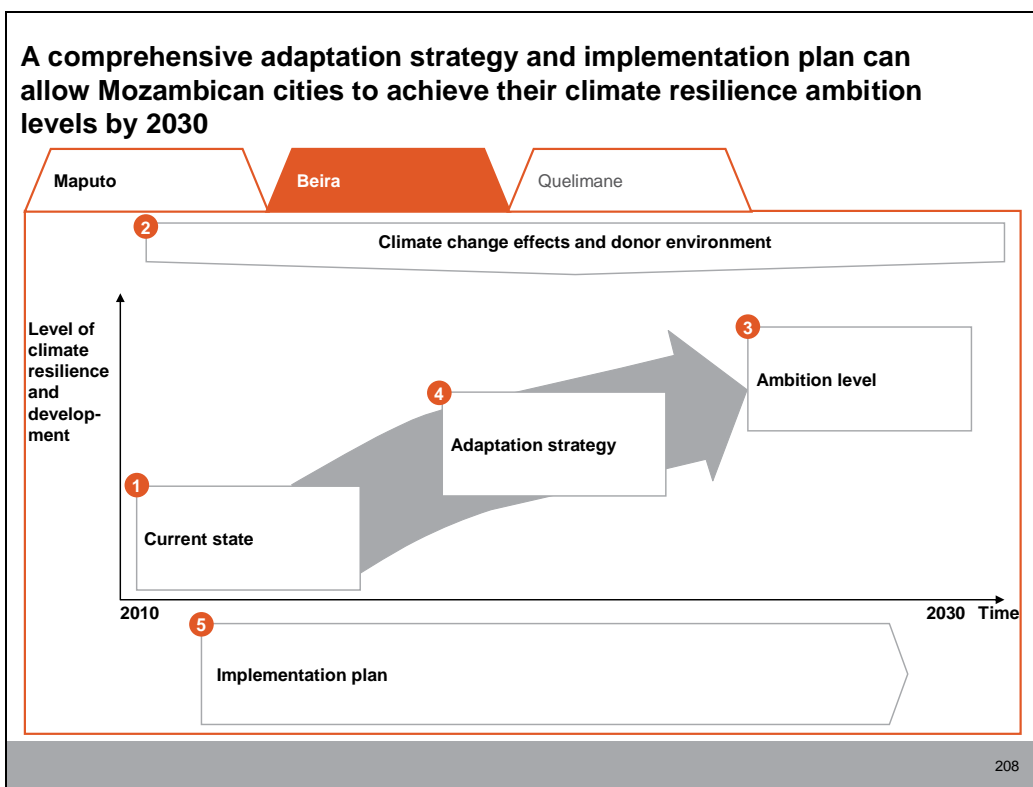 A comprehensive adaptation strategy and implementation plan can
allow Mozambican cities to achieve their climate resilience ambition
levels by 2030
Maputo
Beira
Quelimane
2
Climate change effects and donor environment
Level of
climate
resilience
and
develop-
ment
3
Ambition level
4
Adaptation strategy
1
Current state
2010
2030 Time
5
Implementation plan
208